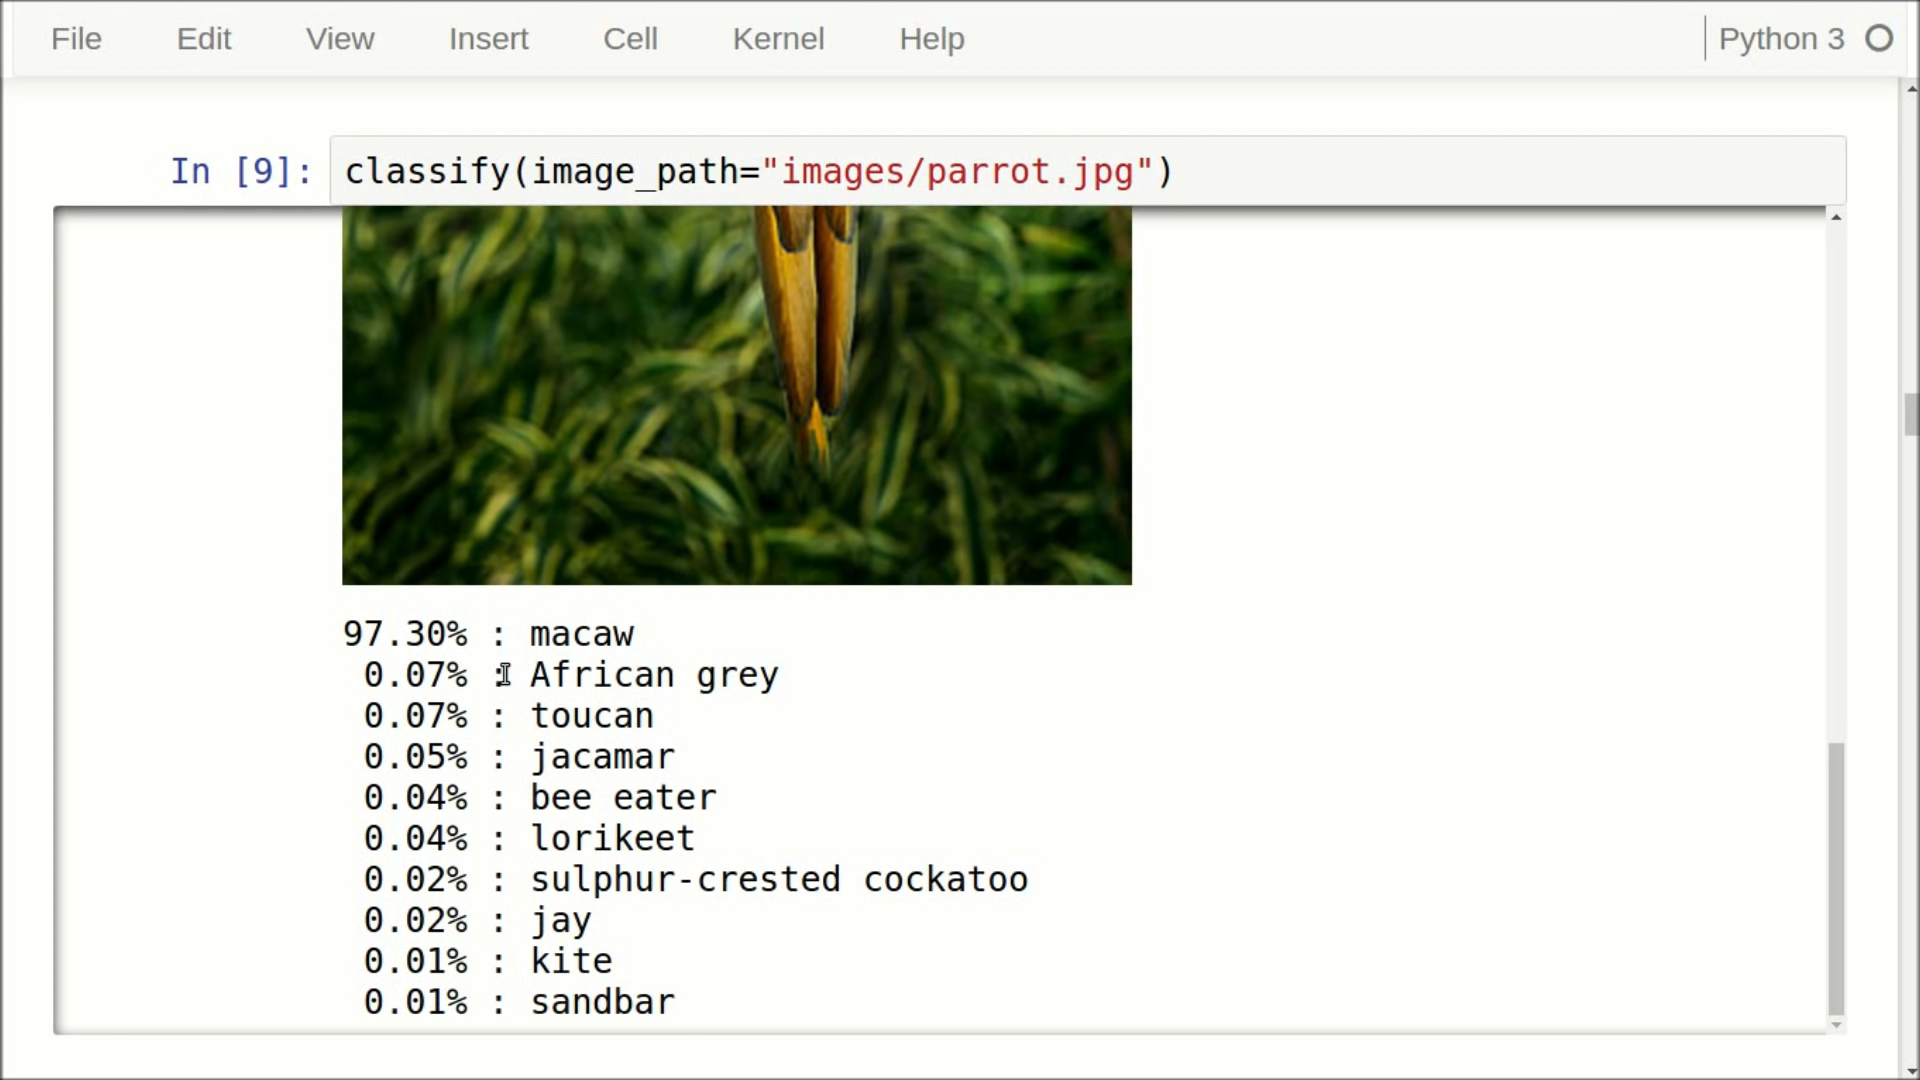 File Edit View Insert Cell Kernel Help Python 3
In [9]: classify(image_path="images/parrot.jpg")
97.30% : macaw
0.07% : African grey
0.07% : toucan
0.05% : jacamar
0.04% : bee eater
0.04% : lorikeet
0.02% : sulphur-crested cockatoo
0.02% : jay
0.01% : kite
0.01% : sandbar